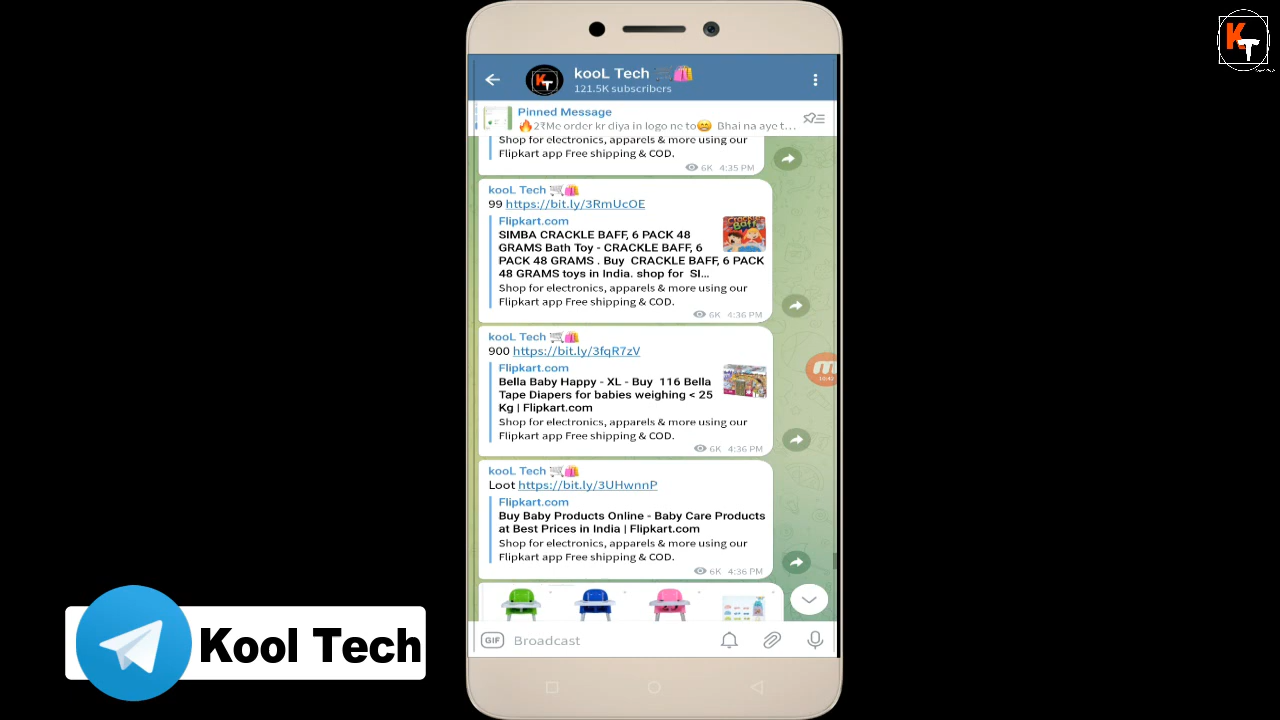 KT
kooL Tech 🛒🛍
121.5K subscribers
Pinned Message
🔥2₹Me order kr diya in logo ne to😑 Bhai na aye t...
Shop for electronics, apparels & more using our
Flipkart app Free shipping & COD.
6K 4:35 PM
kooL Tech 🛒🛍
99 https://bit.ly/3RmUcOE
Flipkart.com
SIMBA CRACKLE BAFF, 6 PACK 48
GRAMS Bath Toy - CRACKLE BAFF, 6
PACK 48 GRAMS . Buy CRACKLE BAFF, 6 PACK
48 GRAMS toys in India. shop for SI...
Shop for electronics, apparels & more using our
Flipkart app Free shipping & COD.
6K 4:36 PM
kooL Tech 🛒🛍
900 https://bit.ly/3fqR7zV
Flipkart.com
Bella Baby Happy - XL - Buy 116 Bella
Tape Diapers for babies weighing < 25
Kg | Flipkart.com
Shop for electronics, apparels & more using our
Flipkart app Free shipping & COD.
6K 4:36 PM
kooL Tech 🛒🛍
Loot https://bit.ly/3UHwnnP
Flipkart.com
Buy Baby Products Online - Baby Care Products
at Best Prices in India | Flipkart.com
Shop for electronics, apparels & more using our
Flipkart app Free shipping & COD.
6K 4:36 PM
GIF Broadcast
Kool Tech